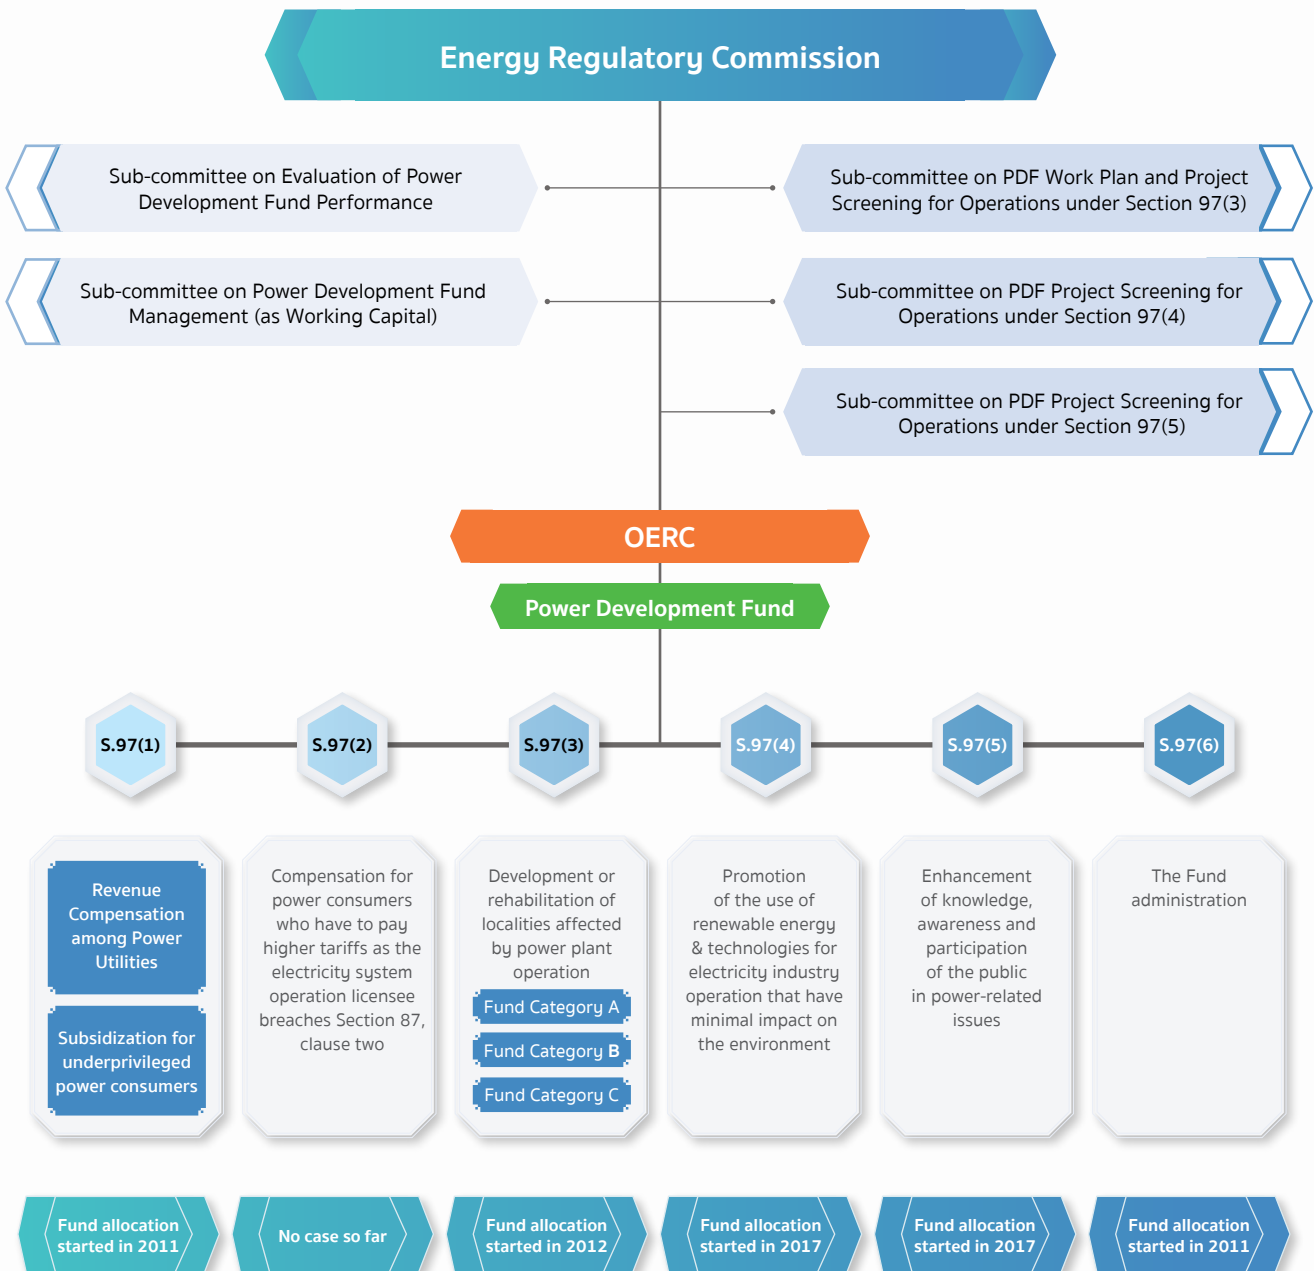 Energy Regulatory Commission
Sub-committee on Evaluation of Power
Development Fund Performance
Sub-committee on PDF Work Plan and Project
Screening for Operations under Section 97(3)
Sub-committee on Power Development Fund
Management (as Working Capital)
Sub-committee on PDF Project Screening for
Operations under Section 97(4)
Sub-committee on PDF Project Screening for
Operations under Section 97(5)
OERC
Power Development Fund
S.97(1)
S.97(2)
S.97(3)
S.97(4)
S.97(5)
S.97(6)
Revenue
Compensation
among Power
Utilities
Subsidization for
underprivileged
power consumers
Compensation for
power consumers
who have to pay
higher tariffs as the
electricity system
operation licensee
breaches Section 87,
clause two
Development or
rehabilitation of
localities affected
by power plant
operation
Fund Category A
Fund Category B
Fund Category C
Promotion
of the use of
renewable energy
& technologies for
electricity industry
operation that have
minimal impact on
the environment
Enhancement
of knowledge,
awareness and
participation
of the public
in power-related
issues
The Fund
administration
Fund allocation
started in 2011
No case so far
Fund allocation
started in 2012
Fund allocation
started in 2017
Fund allocation
started in 2017
Fund allocation
started in 2011